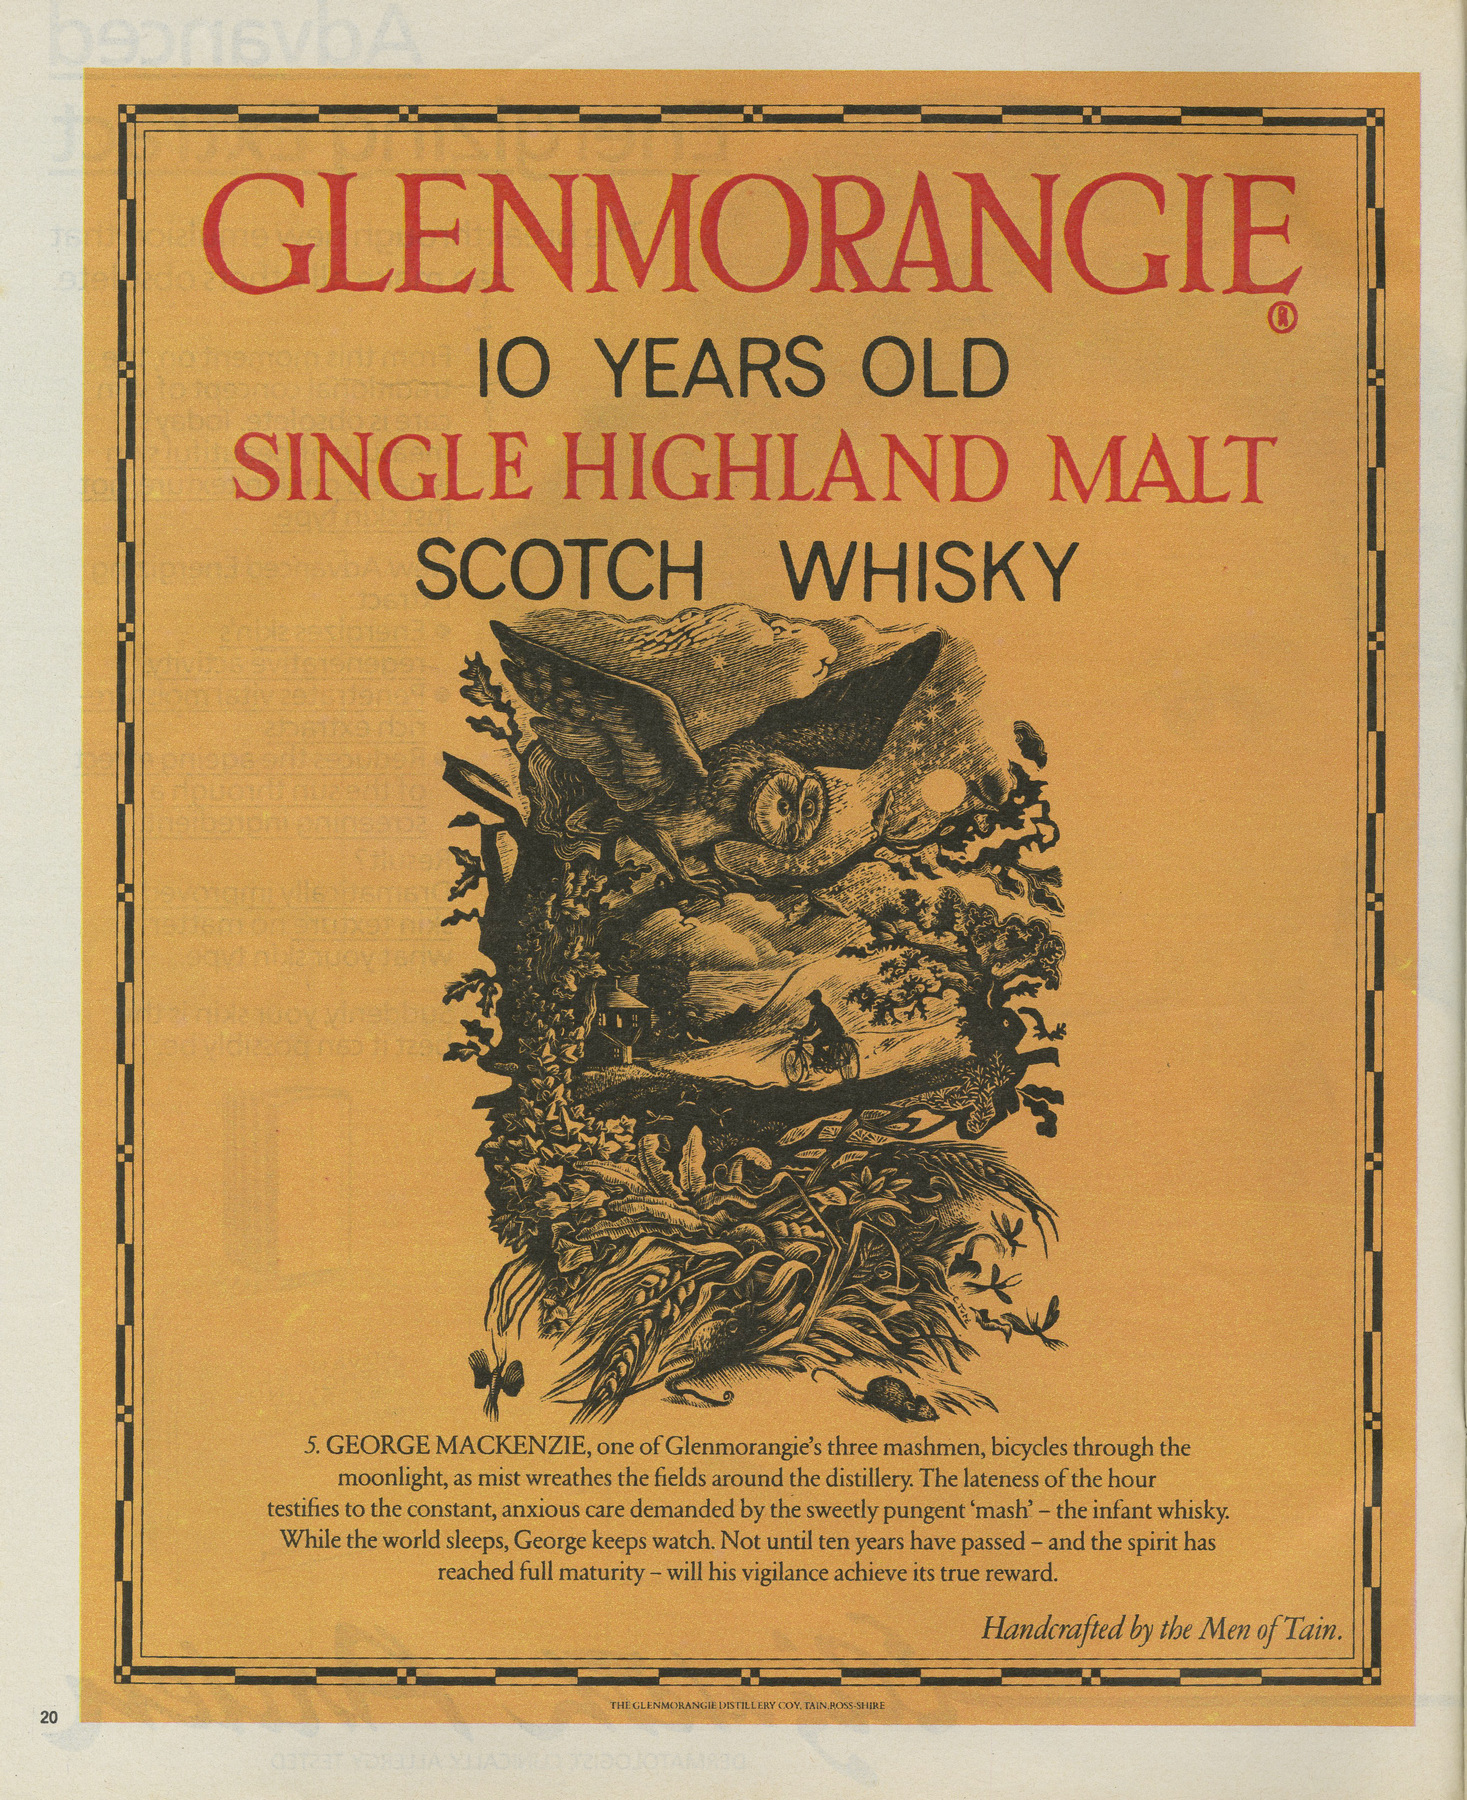 GLENMORANGIE
®
10 YEARS OLD
SINGLE HIGHLAND MALT
SCOTCH WHISKY
5. GEORGE MACKENZIE, one of Glenmorangie's three mashmen, bicycles through the
moonlight, as mist wreathes the fields around the distillery. The lateness of the hour
testifies to the constant, anxious care demanded by the sweetly pungent ‘mash’ – the infant whisky.
While the world sleeps, George keeps watch. Not until ten years have passed – and the spirit has
reached full maturity – will his vigilance achieve its true reward.
Handcrafted by the Men of Tain.
THE GLENMORANGIE DISTILLERY COY, TAIN, ROSS-SHIRE
20